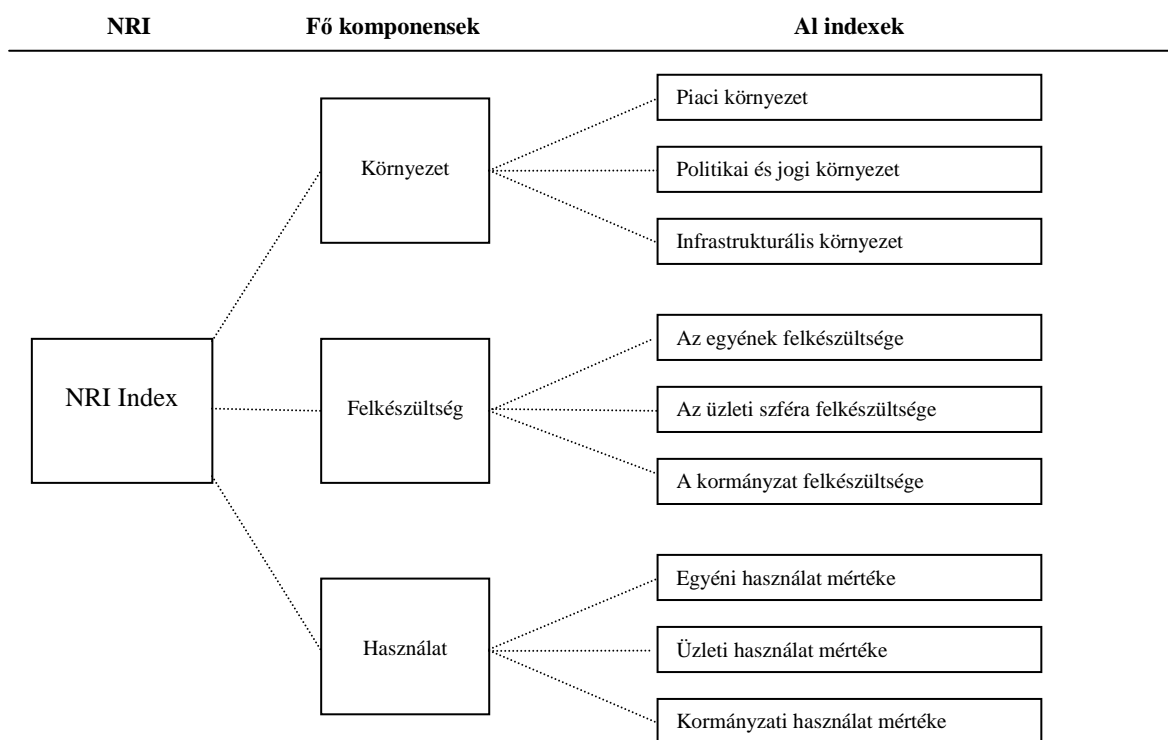 NRI Fő komponensek Al indexek
Piaci környezet
Környezet
Politikai és jogi környezet
Infrastrukturális környezet
NRI Index
Az egyének felkészültsége
Felkészültség
Az üzleti szféra felkészültsége
A kormányzat felkészültsége
Egyéni használat mértéke
Használat
Üzleti használat mértéke
Kormányzati használat mértéke